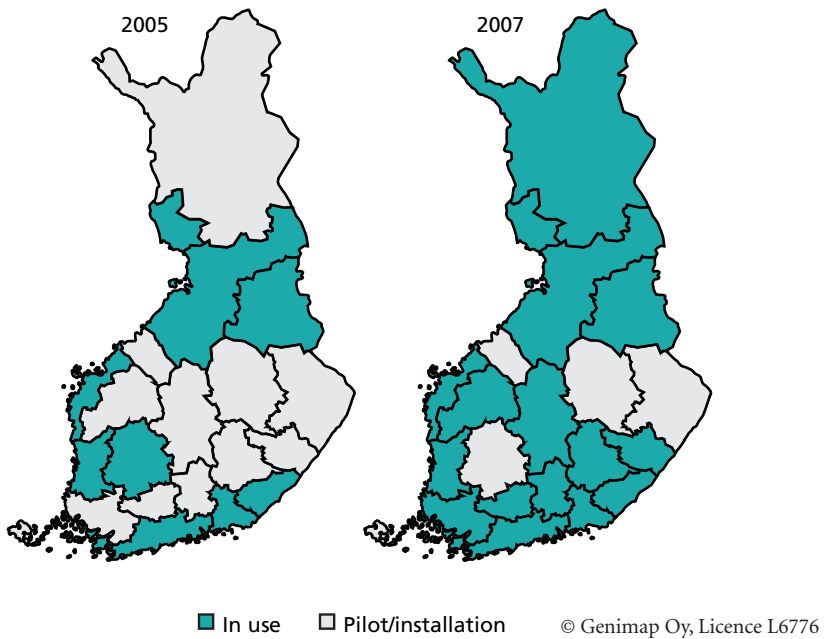 2005
2007
In use
Pilot/installation
© Genimap Oy, Licence L6776